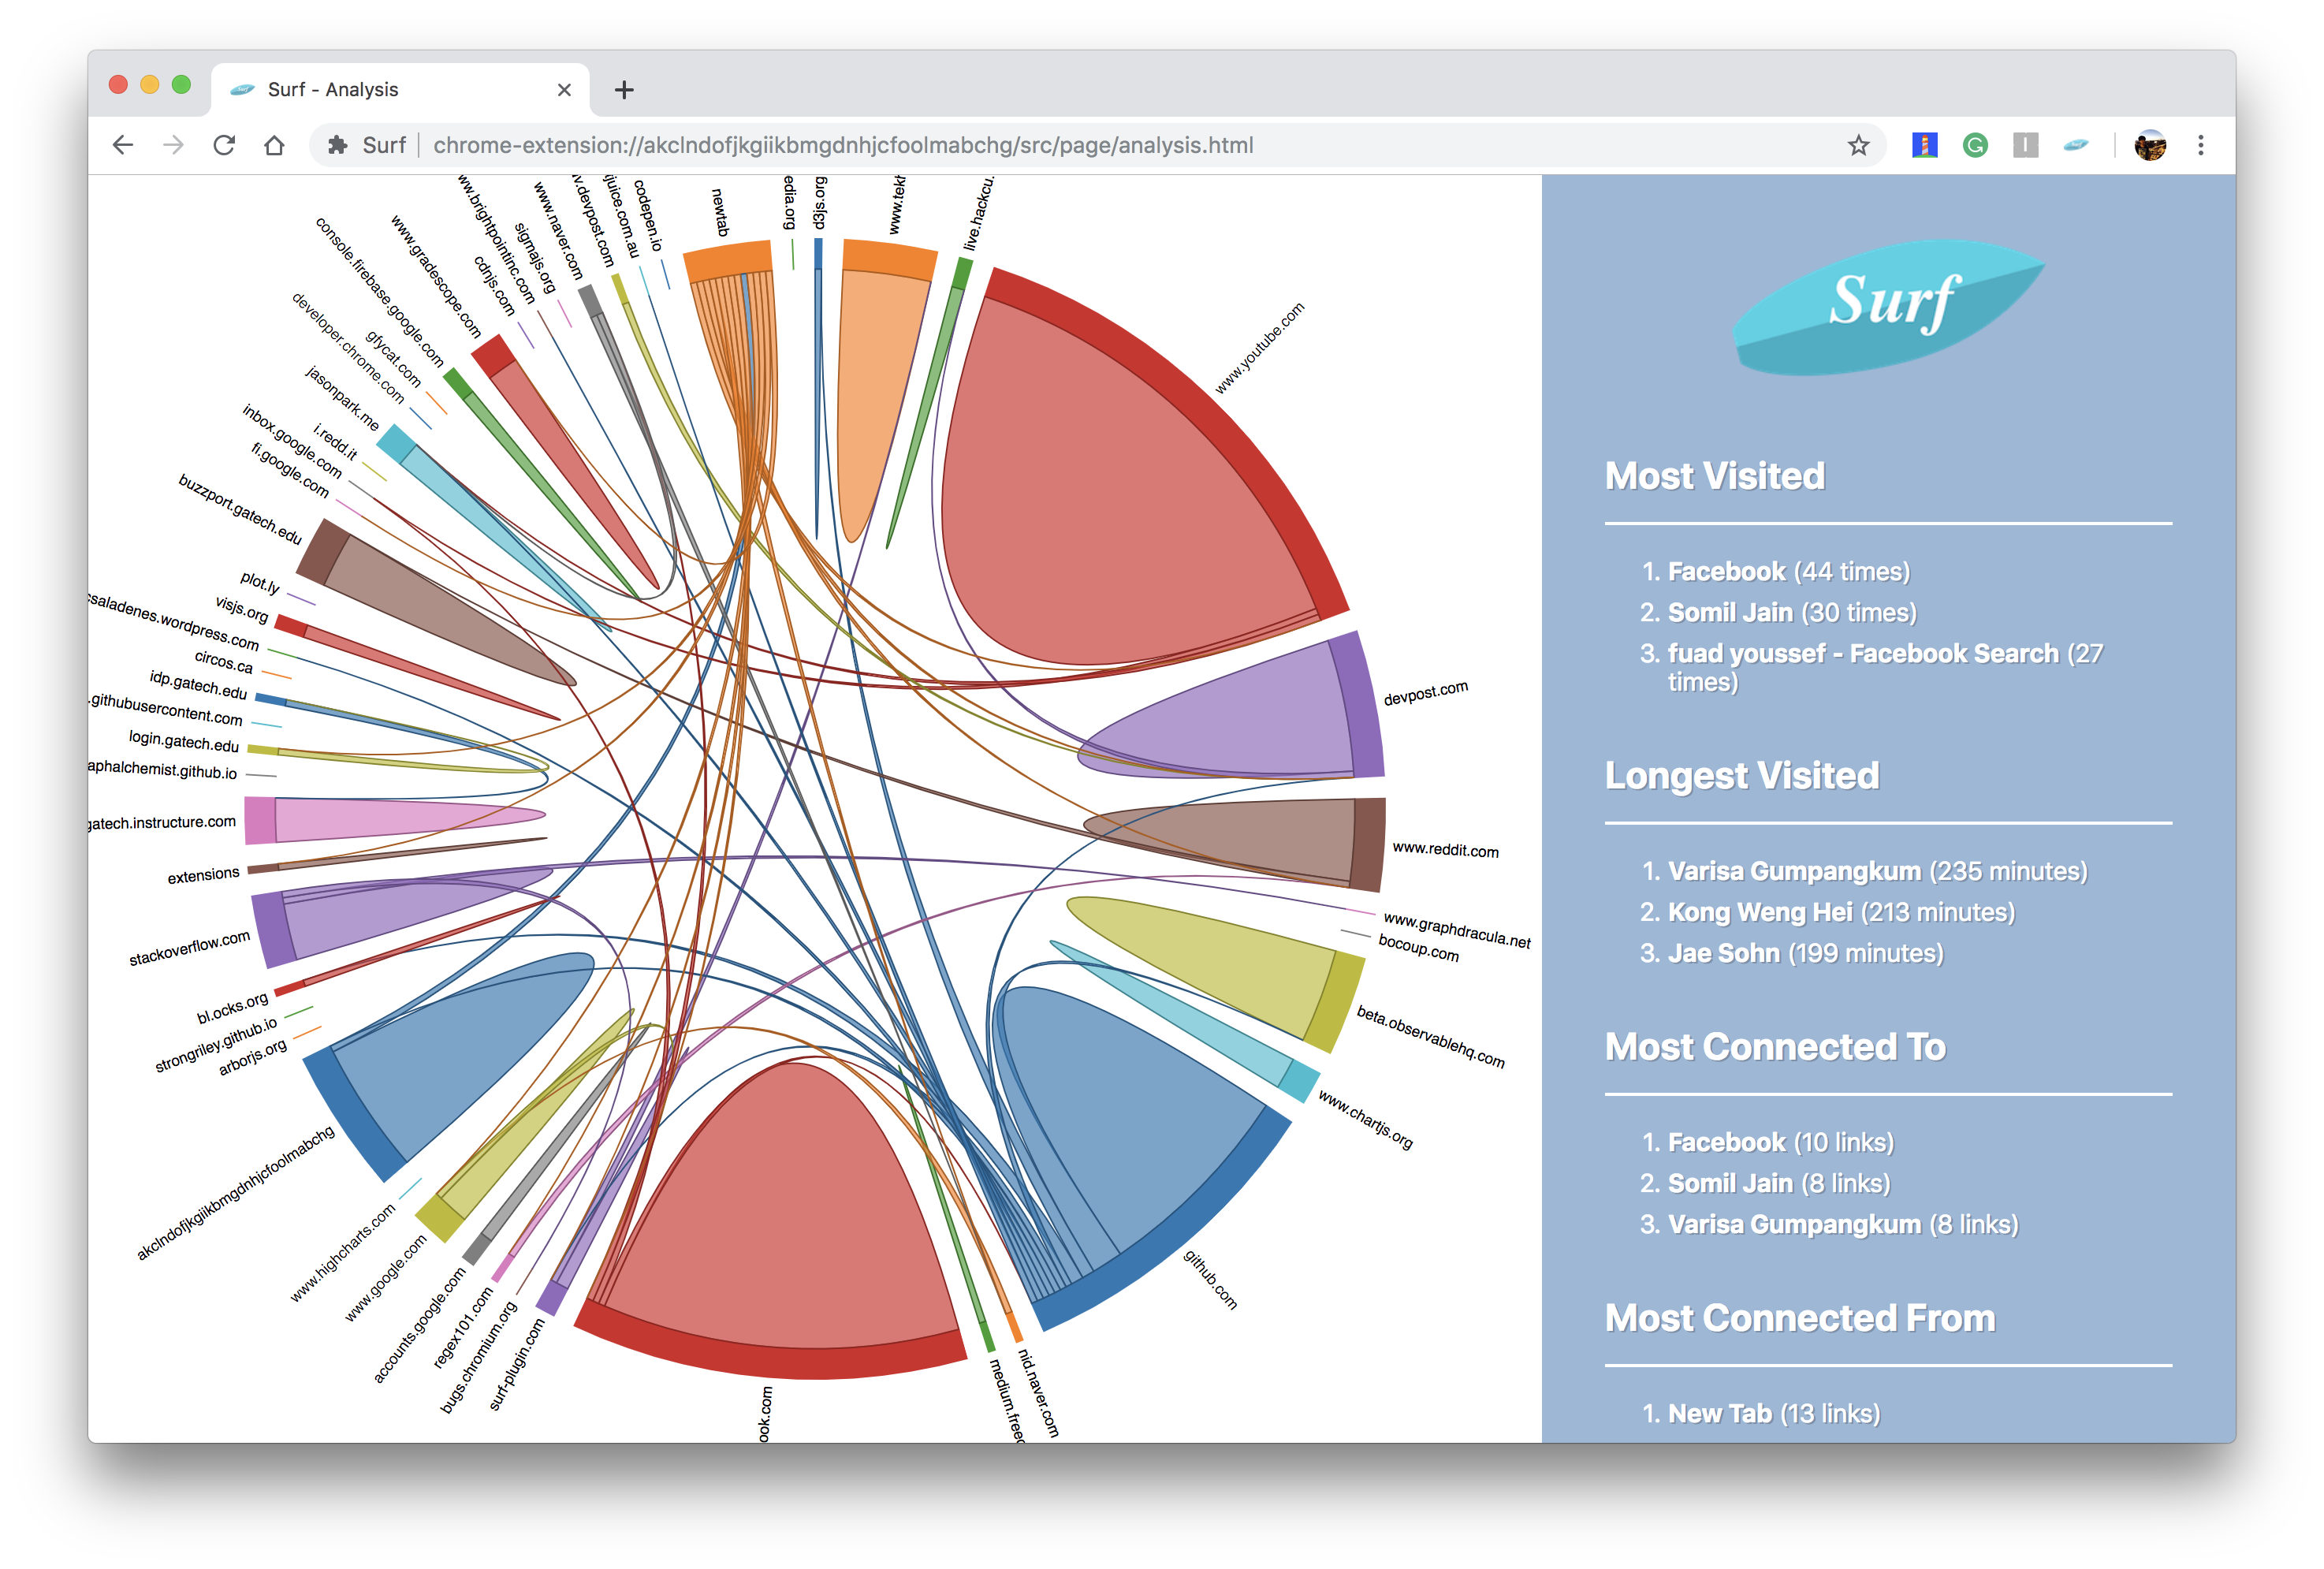 Surf - Analysis
Surf
chrome-extension://akclndofjkgiikbmgdnhjcfoolmabchg/src/page/analysis.html
newtab
edia.org
d3js.org
live.hackcu.
www.youtube.com
devpost.com
www.reddit.com
www.graphdracula.net
bocoup.com
beta.observablehq.com
www.chartjs.org
github.com
nid.naver.com
ook.com
surf-plugin.com
bugs.chromium.org
regex101.com
accounts.google.com
www.google.com
www.highcharts.com
akclndofjkgiikbmgdnhjcfoolmabchg
arborjs.org
strongriley.github.io
bl.ocks.org
stackoverflow.com
extensions
gatech.instructure.com
aphalchemist.github.io
login.gatech.edu
.githubusercontent.com
idp.gatech.edu
circos.ca
csaladenes.wordpress.com
visjs.org
plot.ly
buzzport.gatech.edu
fi.google.com
inbox.google.com
i.redd.it
jasonpark.me
developer.chrome.com
gfycat.com
console.firebase.google.com
www.gradescope.com
cdnjs.com
ww.brightpointinc.com
sigmajs.org
www.naver.com
v.devpost.com
juice.com.au
codepen.io
Surf
Most Visited
1. Facebook (44 times)
2. Somil Jain (30 times)
3. fuad youssef - Facebook Search (27
times)
Longest Visited
1. Varisa Gumpangkum (235 minutes)
2. Kong Weng Hei (213 minutes)
3. Jae Sohn (199 minutes)
Most Connected To
1. Facebook (10 links)
2. Somil Jain (8 links)
3. Varisa Gumpangkum (8 links)
Most Connected From
1. New Tab (13 links)